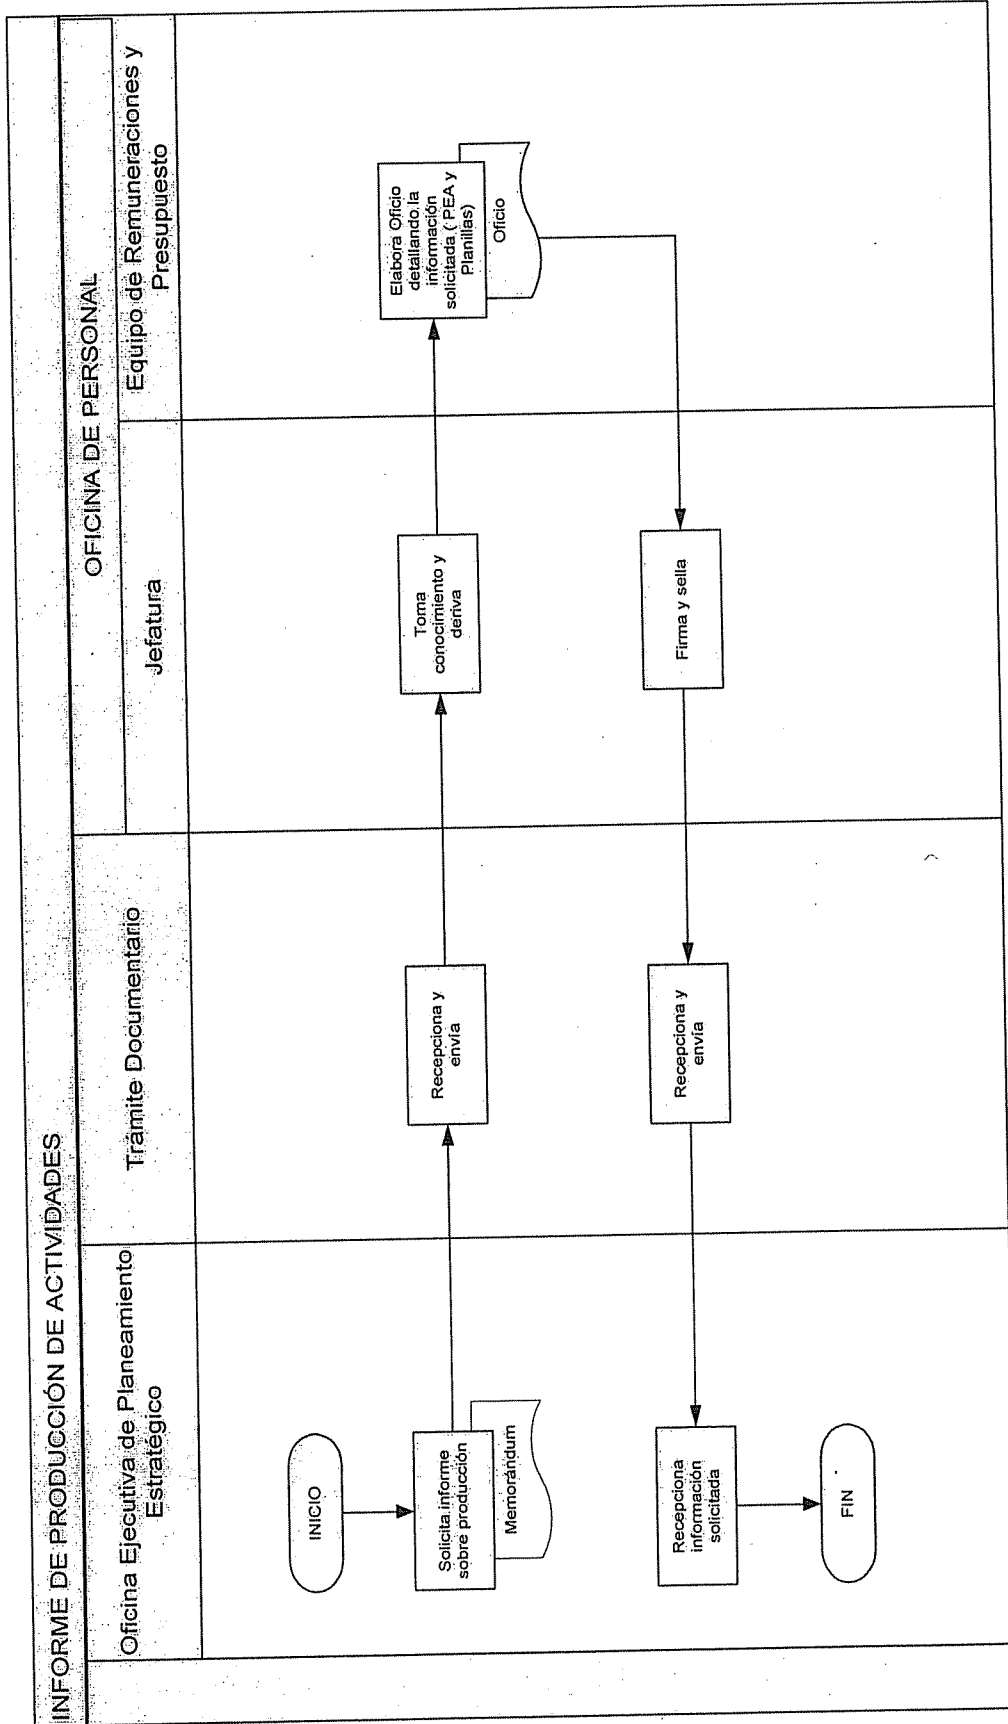 INFORME DE PRODUCCIÓN DE ACTIVIDADES
OFICINA DE PERSONAL
Oficina Ejecutiva de Planeamiento
Estratégico
Trámite Documentario
Jefatura
Equipo de Remuneraciones y
Presupuesto
INICIO
Solicita informe
sobre producción
Memorándum
Recepciona y
envía
Toma
conocimiento y
deriva
Elabora Oficio
detallando la
información
solicitada ( PEA y
Planillas)
Oficio
Firma y sella
Recepciona y
envía
Recepciona
información
solicitada
FIN